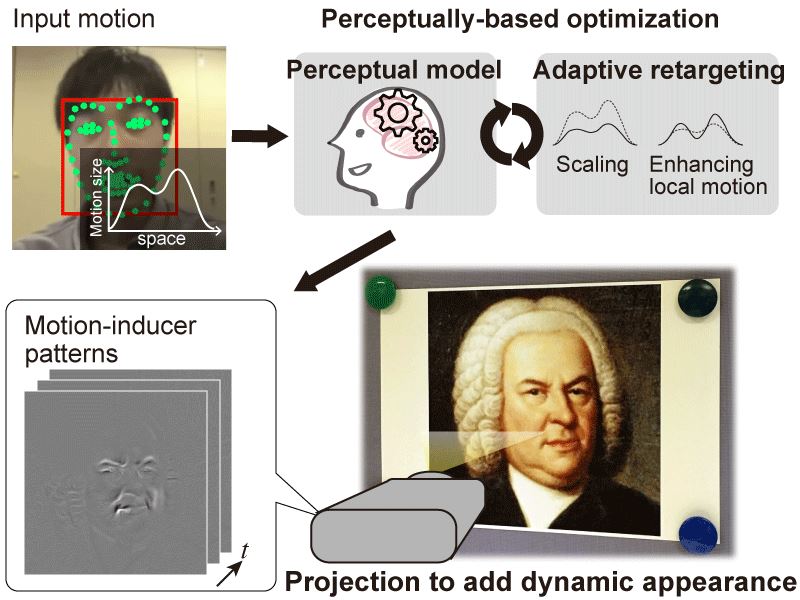 Input motion
Perceptually-based optimization
Perceptual model
Adaptive retargeting
Motion size
space
Scaling
Enhancing
local motion
Motion-inducer
patterns
t
Projection to add dynamic appearance